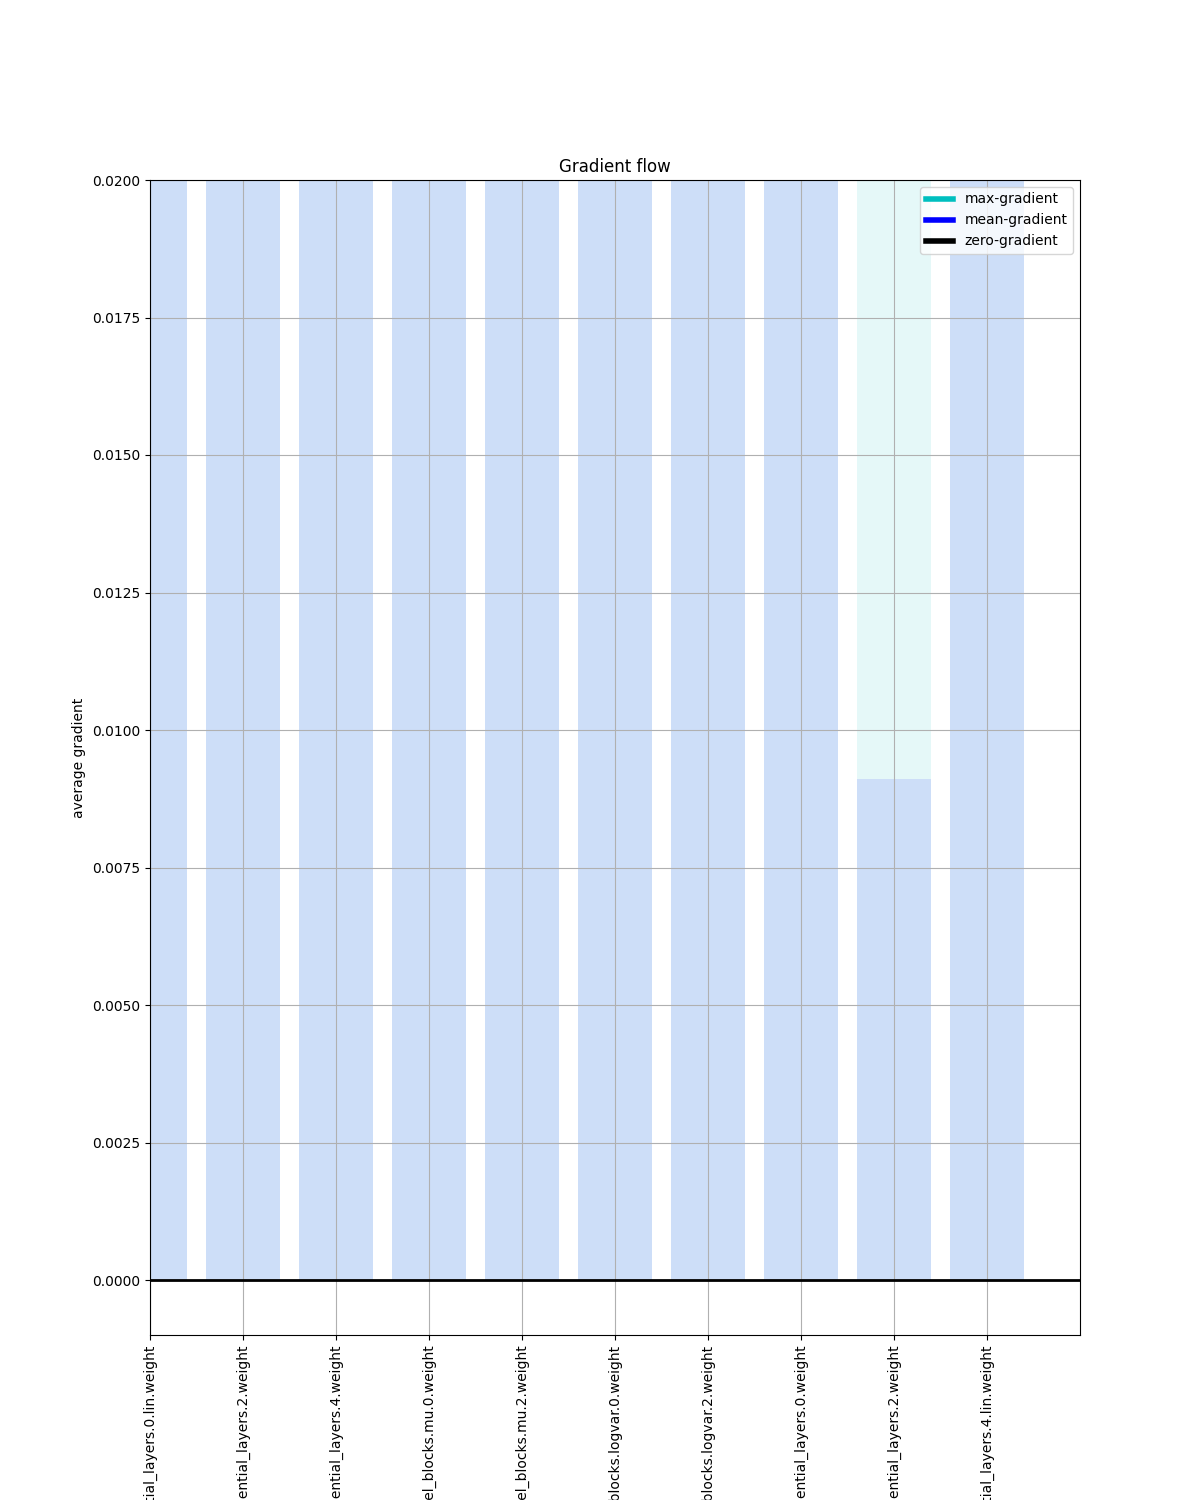 Gradient flow
max-gradient
mean-gradient
zero-gradient
0.0200
0.0175
0.0150
0.0125
0.0100
0.0075
0.0050
0.0025
0.0000
average gradient
tial_layers.0.lin.weight
ential_layers.2.weight
ential_layers.4.weight
el_blocks.mu.0.weight
el_blocks.mu.2.weight
blocks.logvar.0.weight
blocks.logvar.2.weight
ential_layers.0.weight
ential_layers.2.weight
tial_layers.4.lin.weight